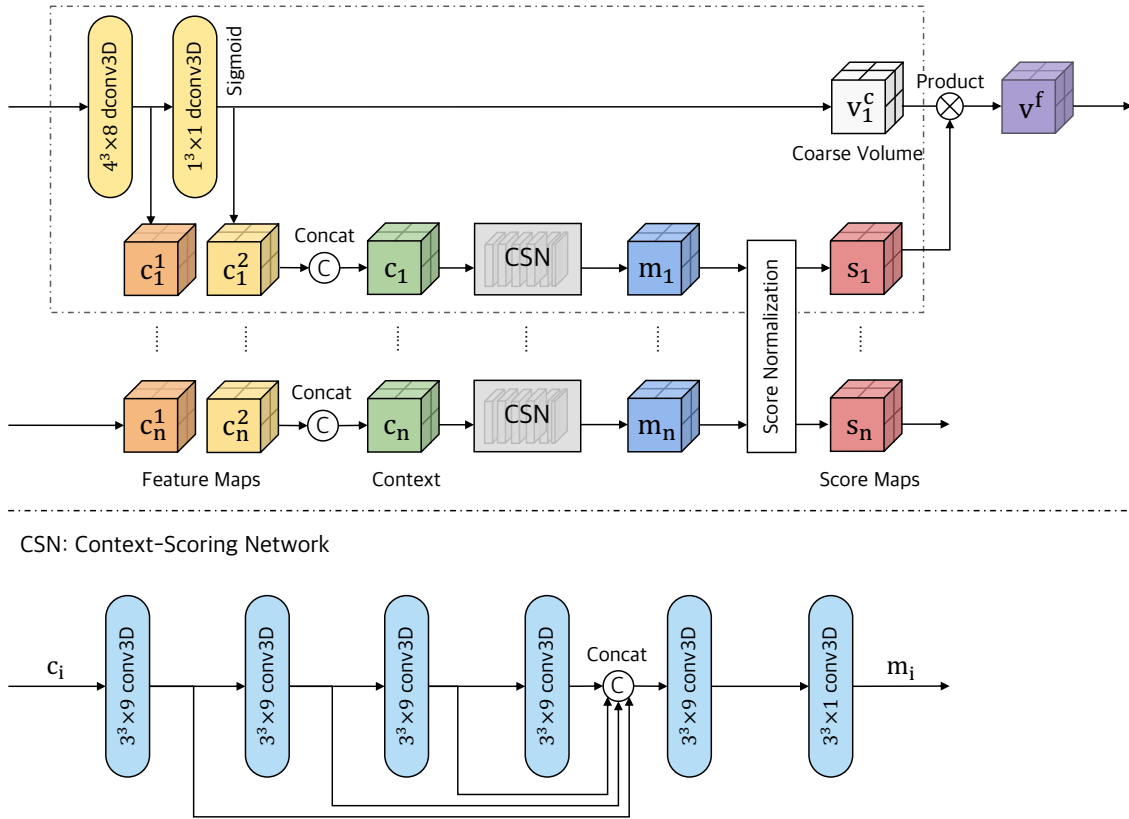 4³×8 dconv3D
1³×1 dconv3D
Sigmoid
v₁ᶜ
Product
vᶠ
Coarse Volume
c₁¹
c₁²
Concat
C
c₁
CSN
m₁
Score Normalization
s₁
cₙ¹
cₙ²
Concat
C
cₙ
CSN
mₙ
sₙ
Feature Maps
Context
Score Maps
CSN: Context-Scoring Network
cᵢ
3³×9 conv3D
3³×9 conv3D
3³×9 conv3D
3³×9 conv3D
Concat
C
3³×9 conv3D
3³×1 conv3D
mᵢ